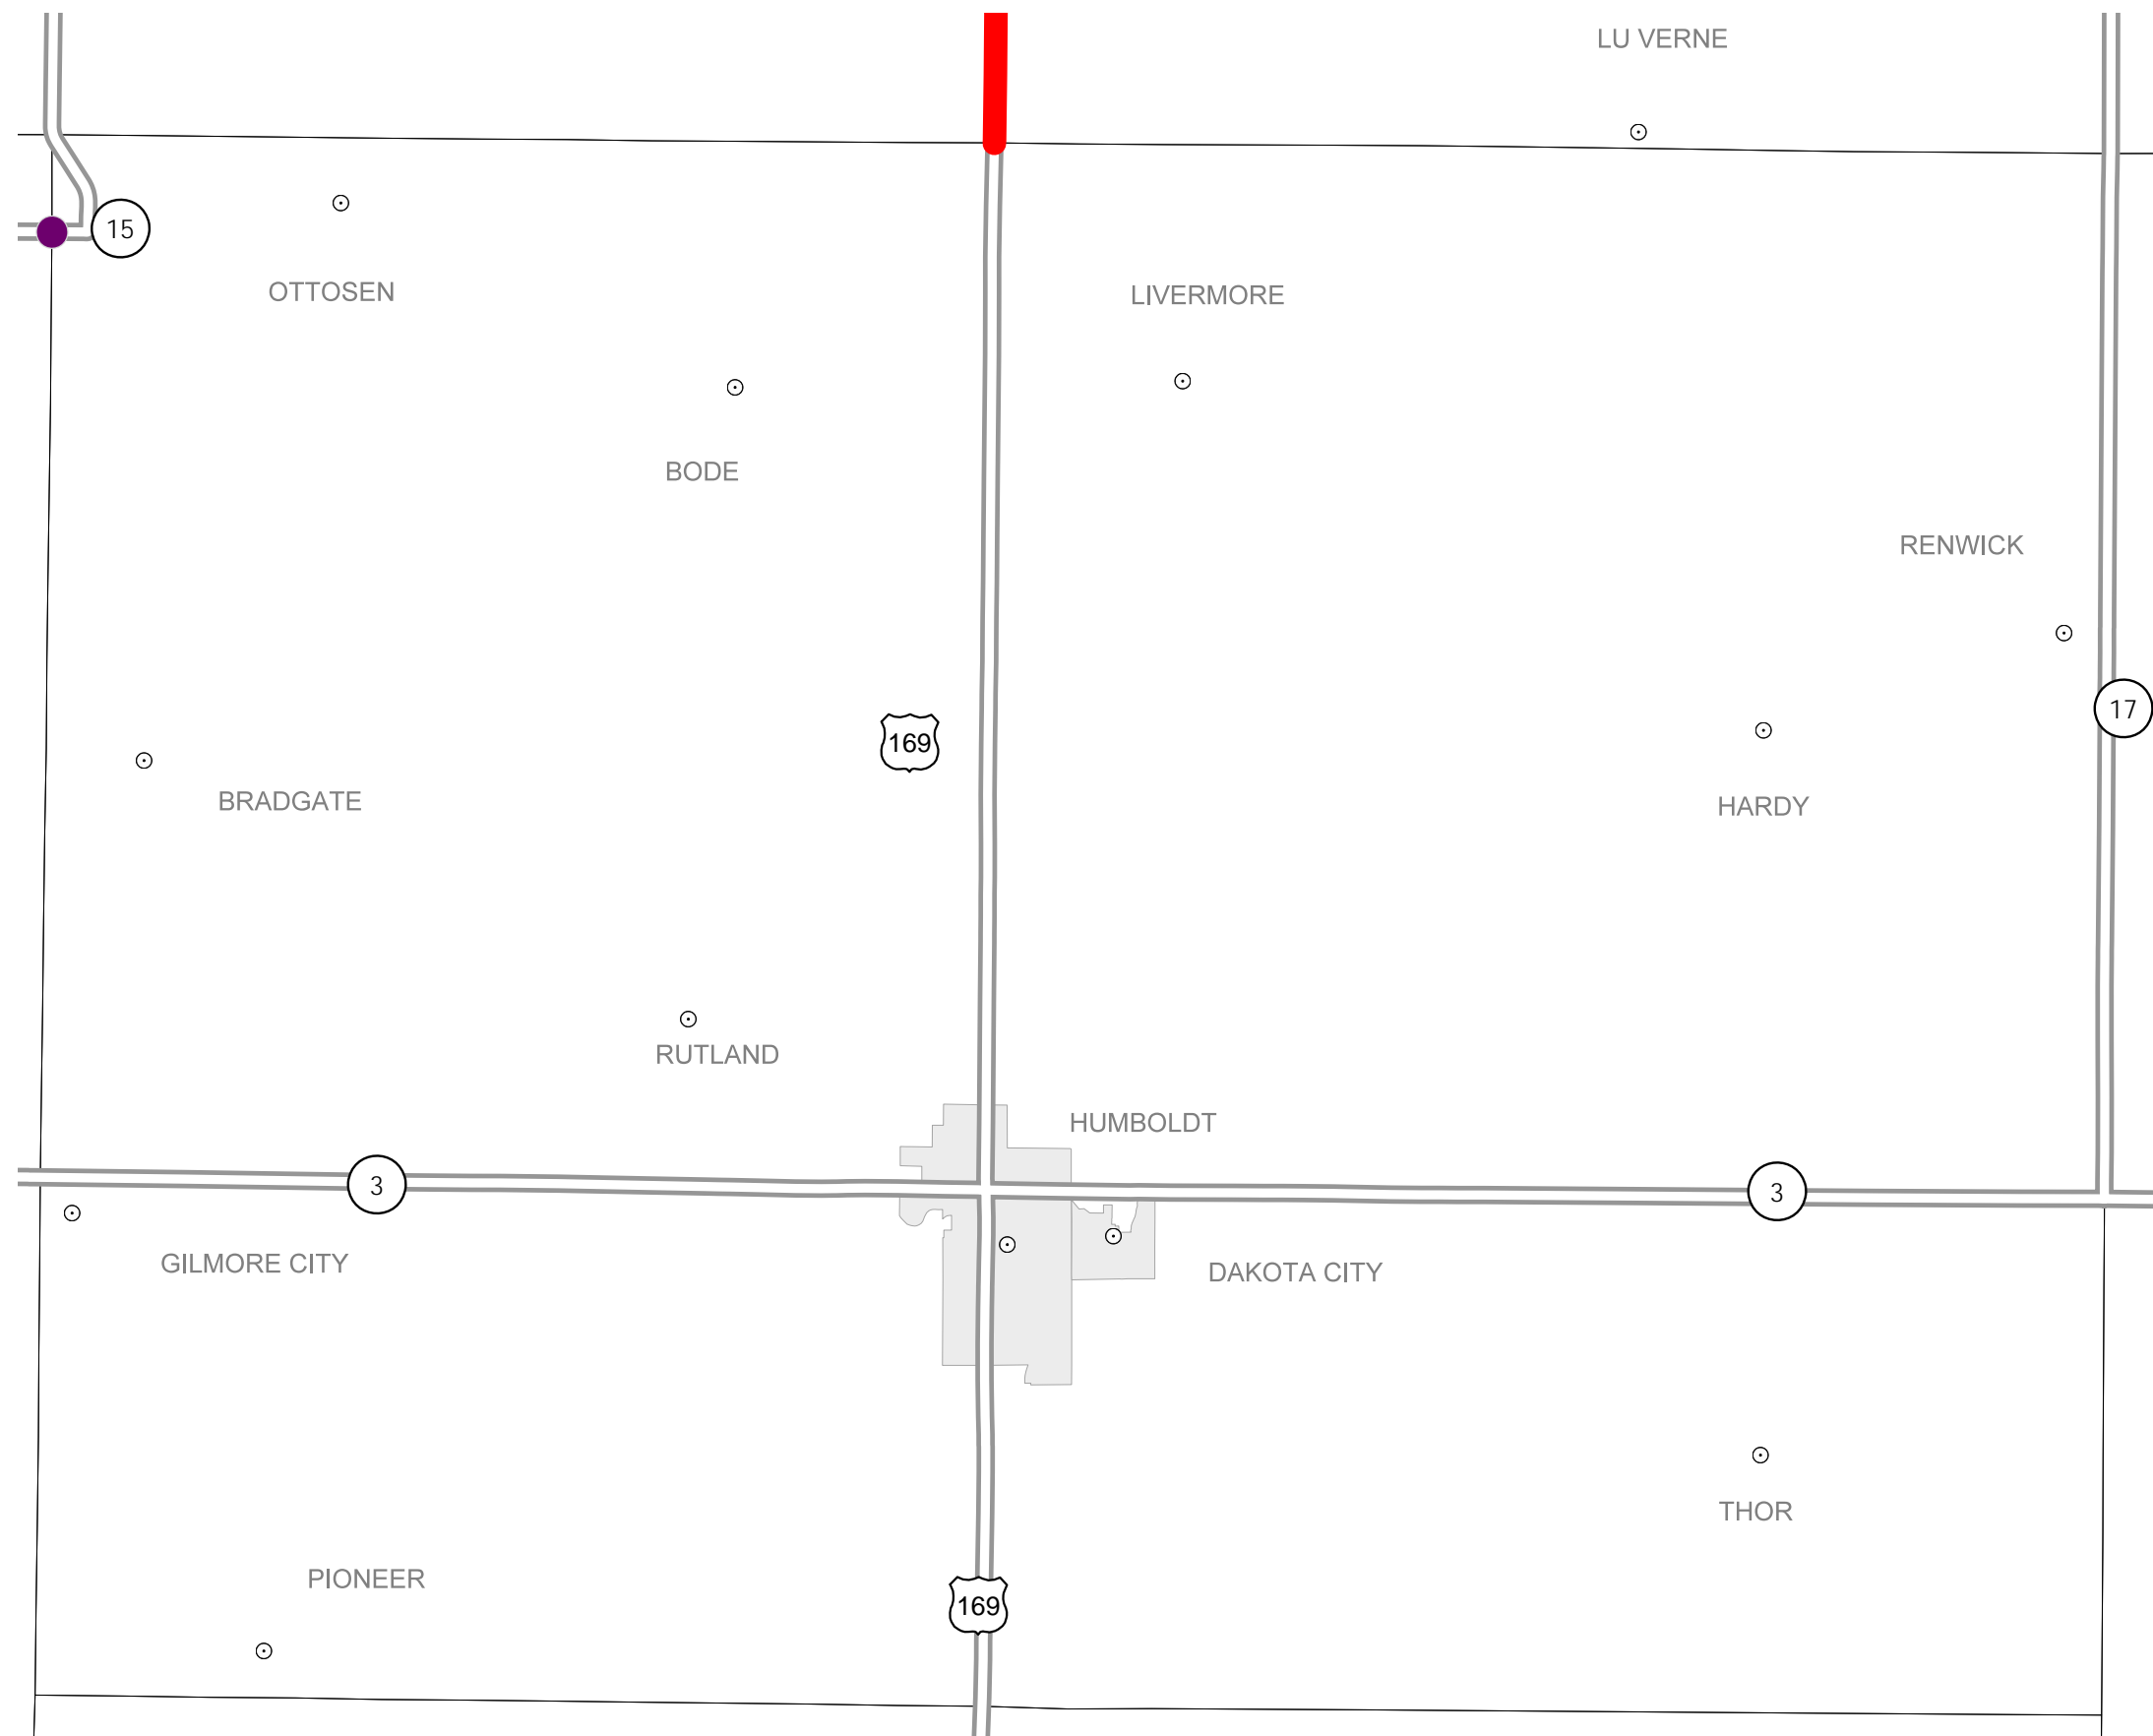 LU VERNE
15
OTTOSEN
LIVERMORE
BODE
RENWICK
17
169
BRADGATE
HARDY
RUTLAND
HUMBOLDT
3
3
GILMORE CITY
DAKOTA CITY
THOR
PIONEER
169